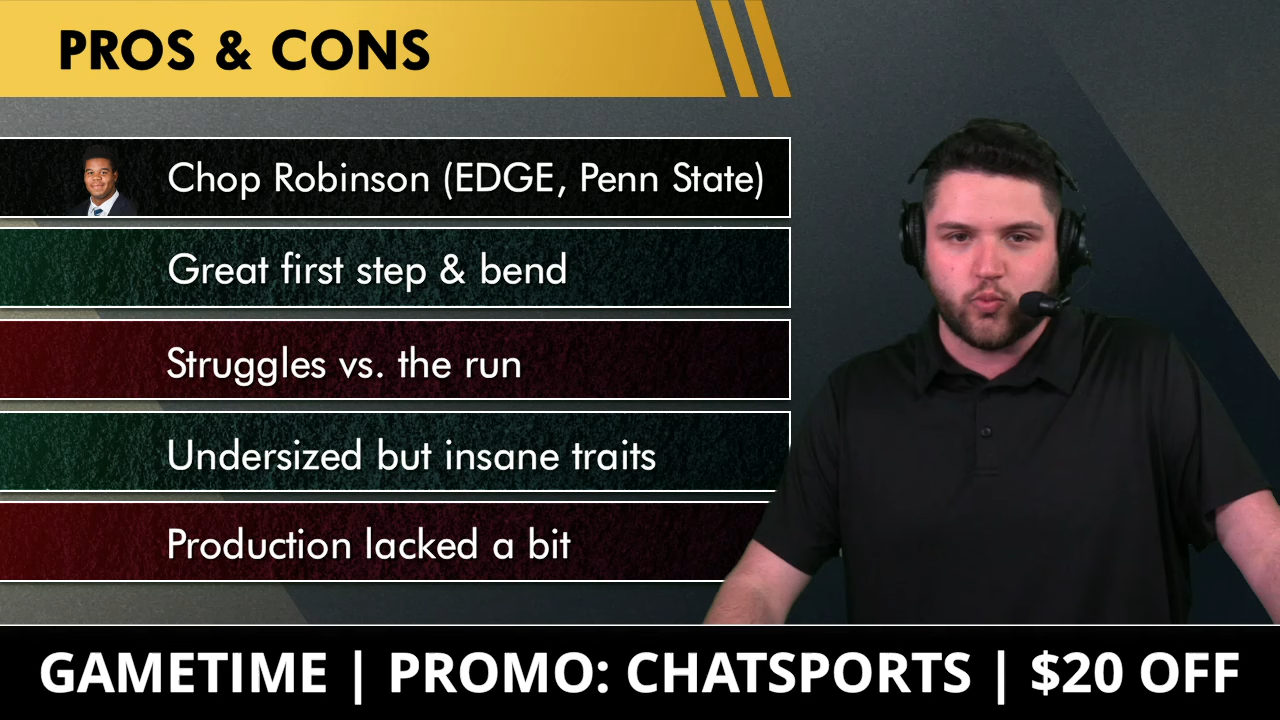 PROS & CONS
Chop Robinson (EDGE, Penn State)
Great first step & bend
Struggles vs. the run
Undersized but insane traits
Production lacked a bit
GAMETIME | PROMO: CHATSPORTS | $20 OFF